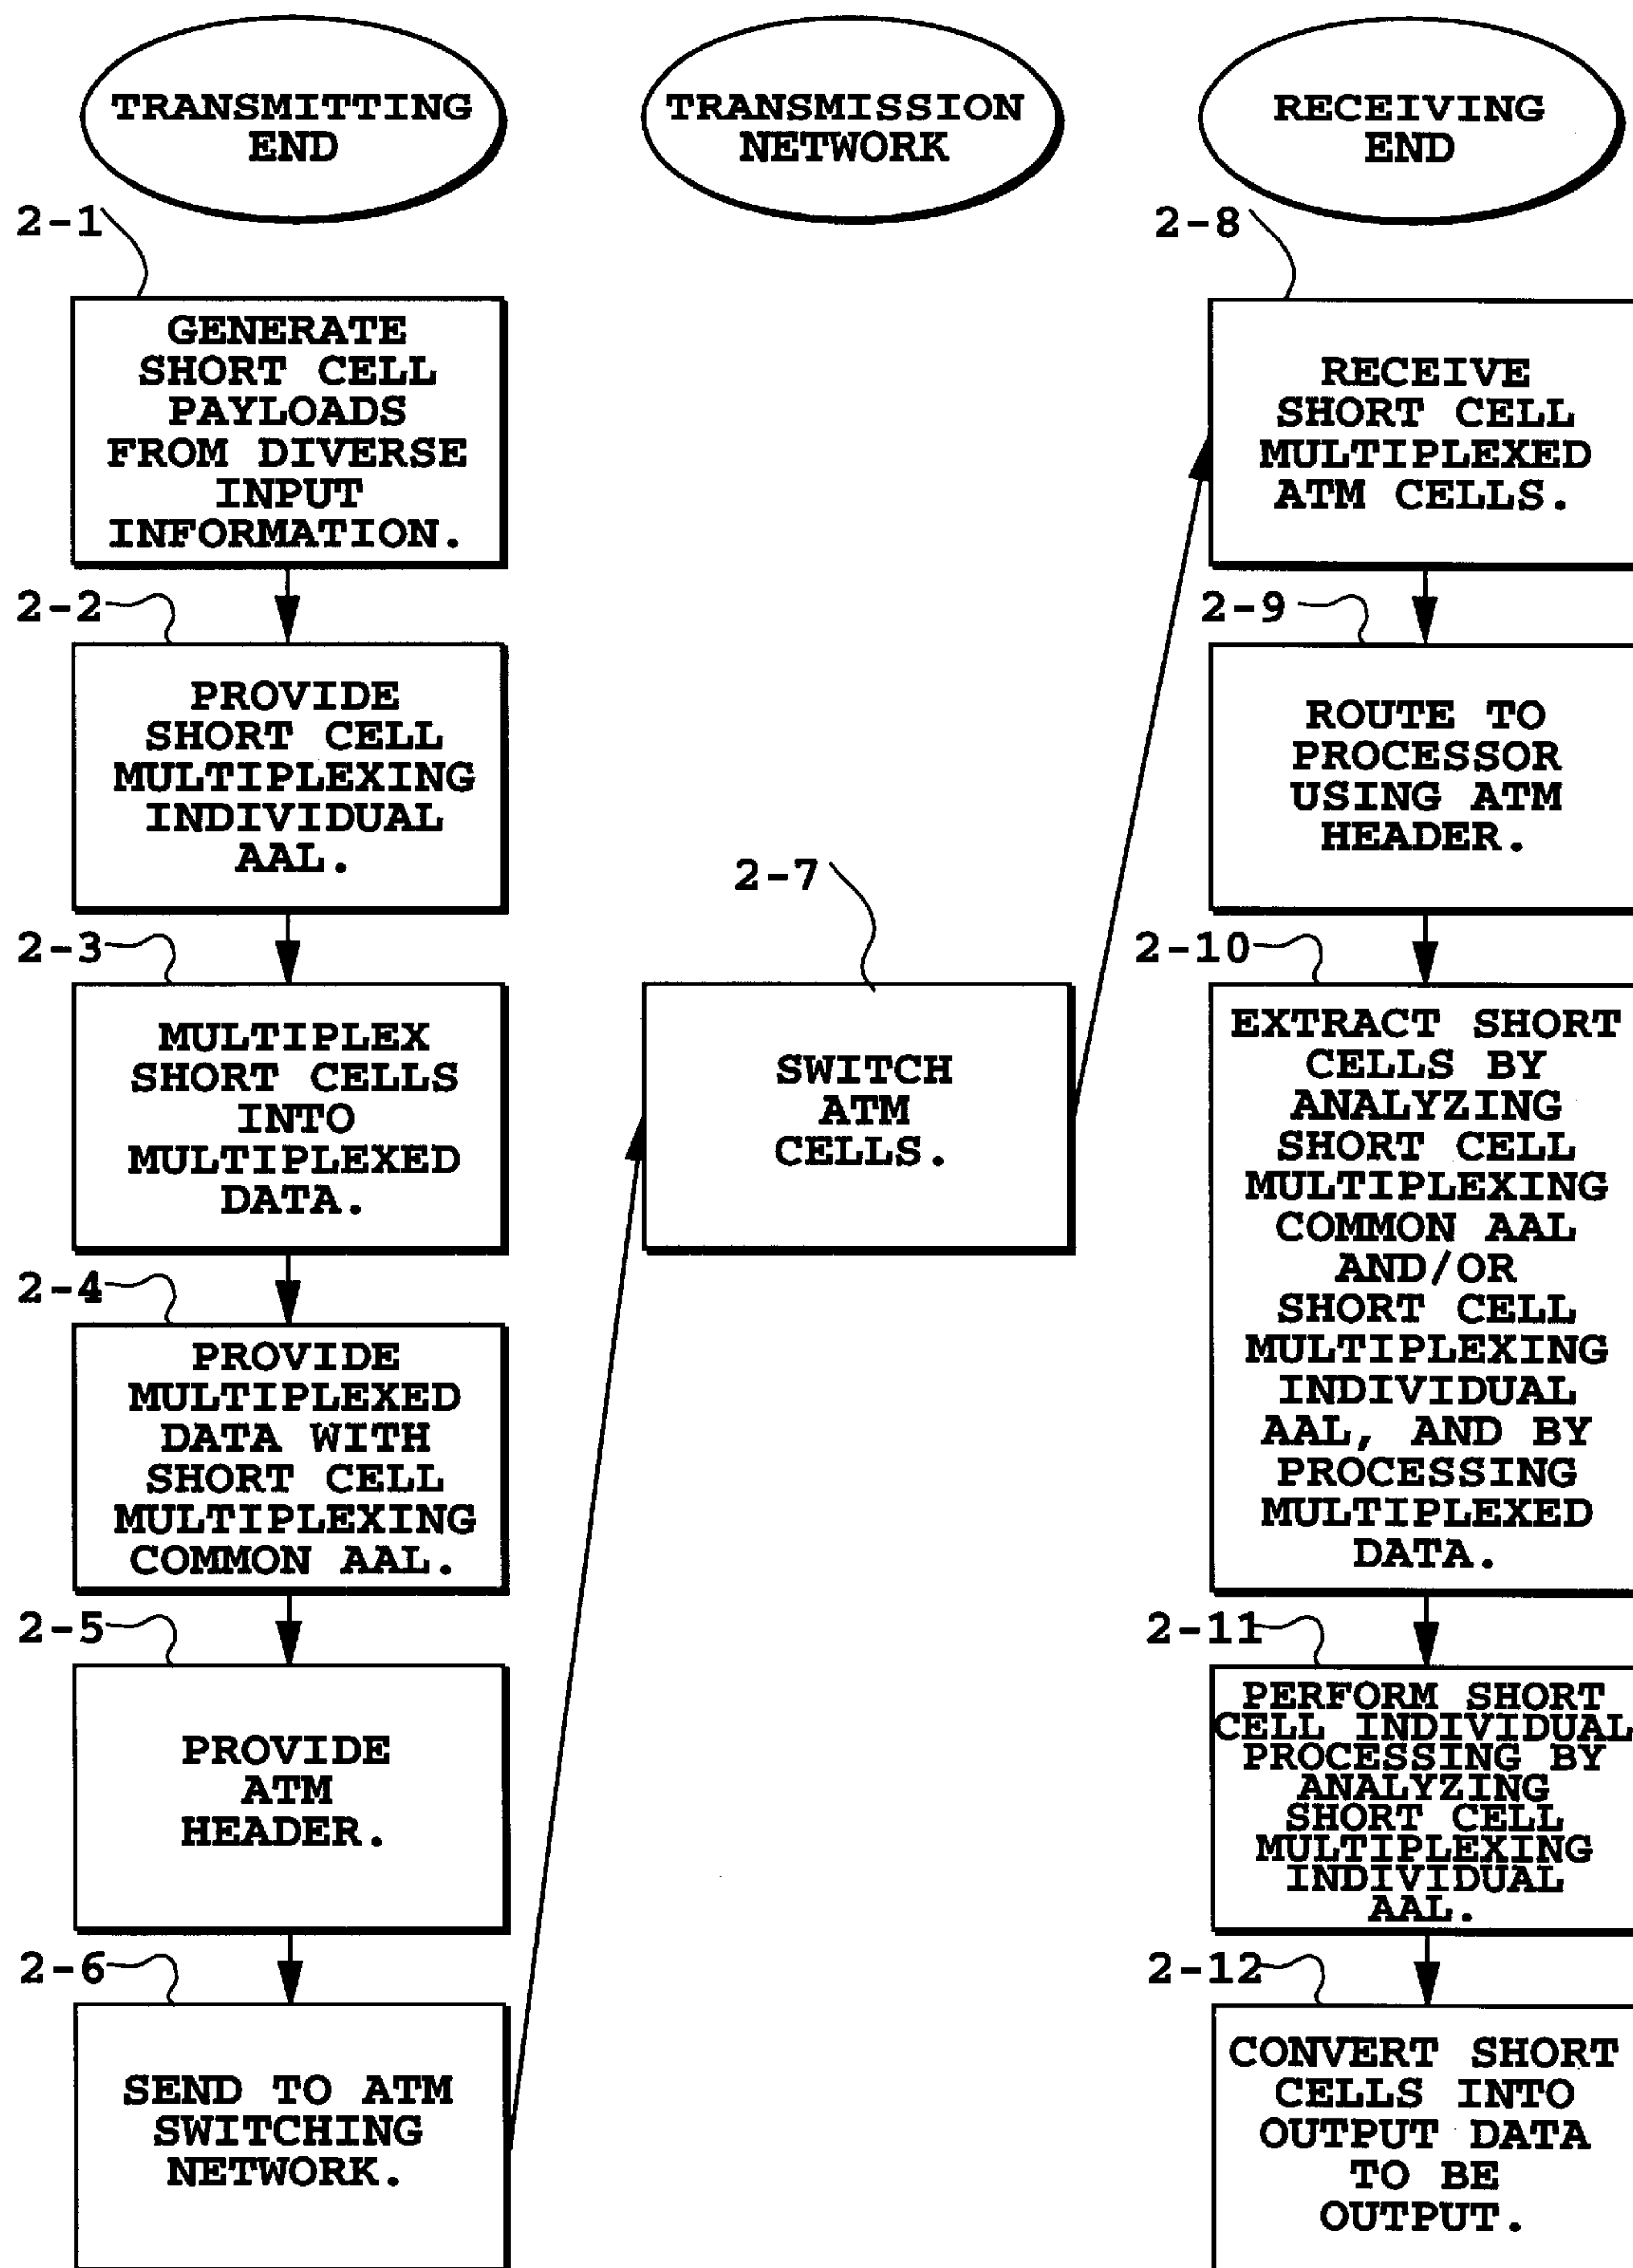 TRANSMITTING
END
TRANSMISSION
NETWORK
RECEIVING
END
2-1
GENERATE
SHORT CELL
PAYLOADS
FROM DIVERSE
INPUT
INFORMATION.
2-2
PROVIDE
SHORT CELL
MULTIPLEXING
INDIVIDUAL
AAL.
2-3
MULTIPLEX
SHORT CELLS
INTO
MULTIPLEXED
DATA.
2-4
PROVIDE
MULTIPLEXED
DATA WITH
SHORT CELL
MULTIPLEXING
COMMON AAL.
2-5
PROVIDE
ATM
HEADER.
2-6
SEND TO ATM
SWITCHING
NETWORK.
2-7
SWITCH
ATM
CELLS.
2-8
RECEIVE
SHORT CELL
MULTIPLEXED
ATM CELLS.
2-9
ROUTE TO
PROCESSOR
USING ATM
HEADER.
2-10
EXTRACT SHORT
CELLS BY
ANALYZING
SHORT CELL
MULTIPLEXING
COMMON AAL
AND/OR
SHORT CELL
MULTIPLEXING
INDIVIDUAL
AAL, AND BY
PROCESSING
MULTIPLEXED
DATA.
2-11
PERFORM SHORT
CELL INDIVIDUAL
PROCESSING BY
ANALYZING
SHORT CELL
MULTIPLEXING
INDIVIDUAL
AAL.
2-12
CONVERT SHORT
CELLS INTO
OUTPUT DATA
TO BE
OUTPUT.